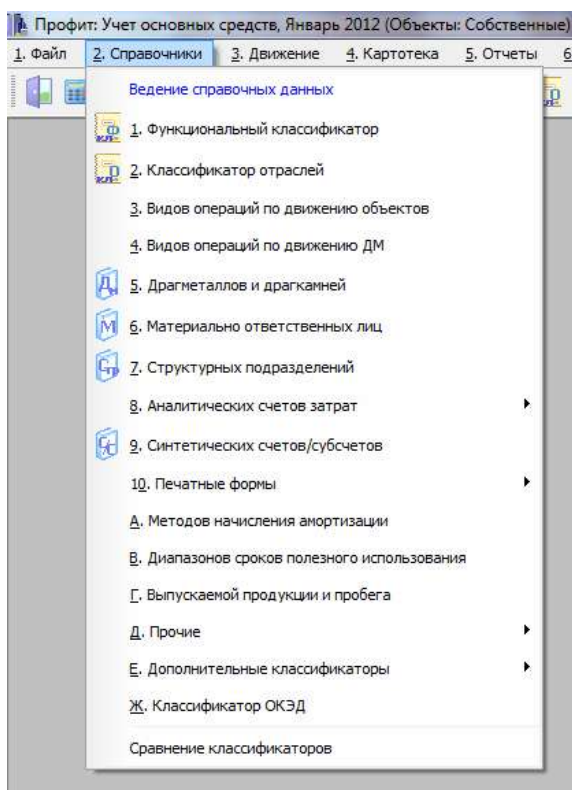 Профит: Учет основных средств, Январь 2012 (Объекты: Собственные)
1. Файл 2. Справочники 3. Движение 4. Картотека 5. Отчеты 6
Ведение справочных данных
1. Функциональный классификатор
2. Классификатор отраслей
3. Видов операций по движению объектов
4. Видов операций по движению ДМ
5. Драгметаллов и драгкамней
6. Материально ответственных лиц
7. Структурных подразделений
8. Аналитических счетов затрат
9. Синтетических счетов/субсчетов
10. Печатные формы
А. Методов начисления амортизации
В. Диапазонов сроков полезного использования
Г. Выпускаемой продукции и пробега
Д. Прочие
Е. Дополнительные классификаторы
Ж. Классификатор ОКЭД
Сравнение классификаторов